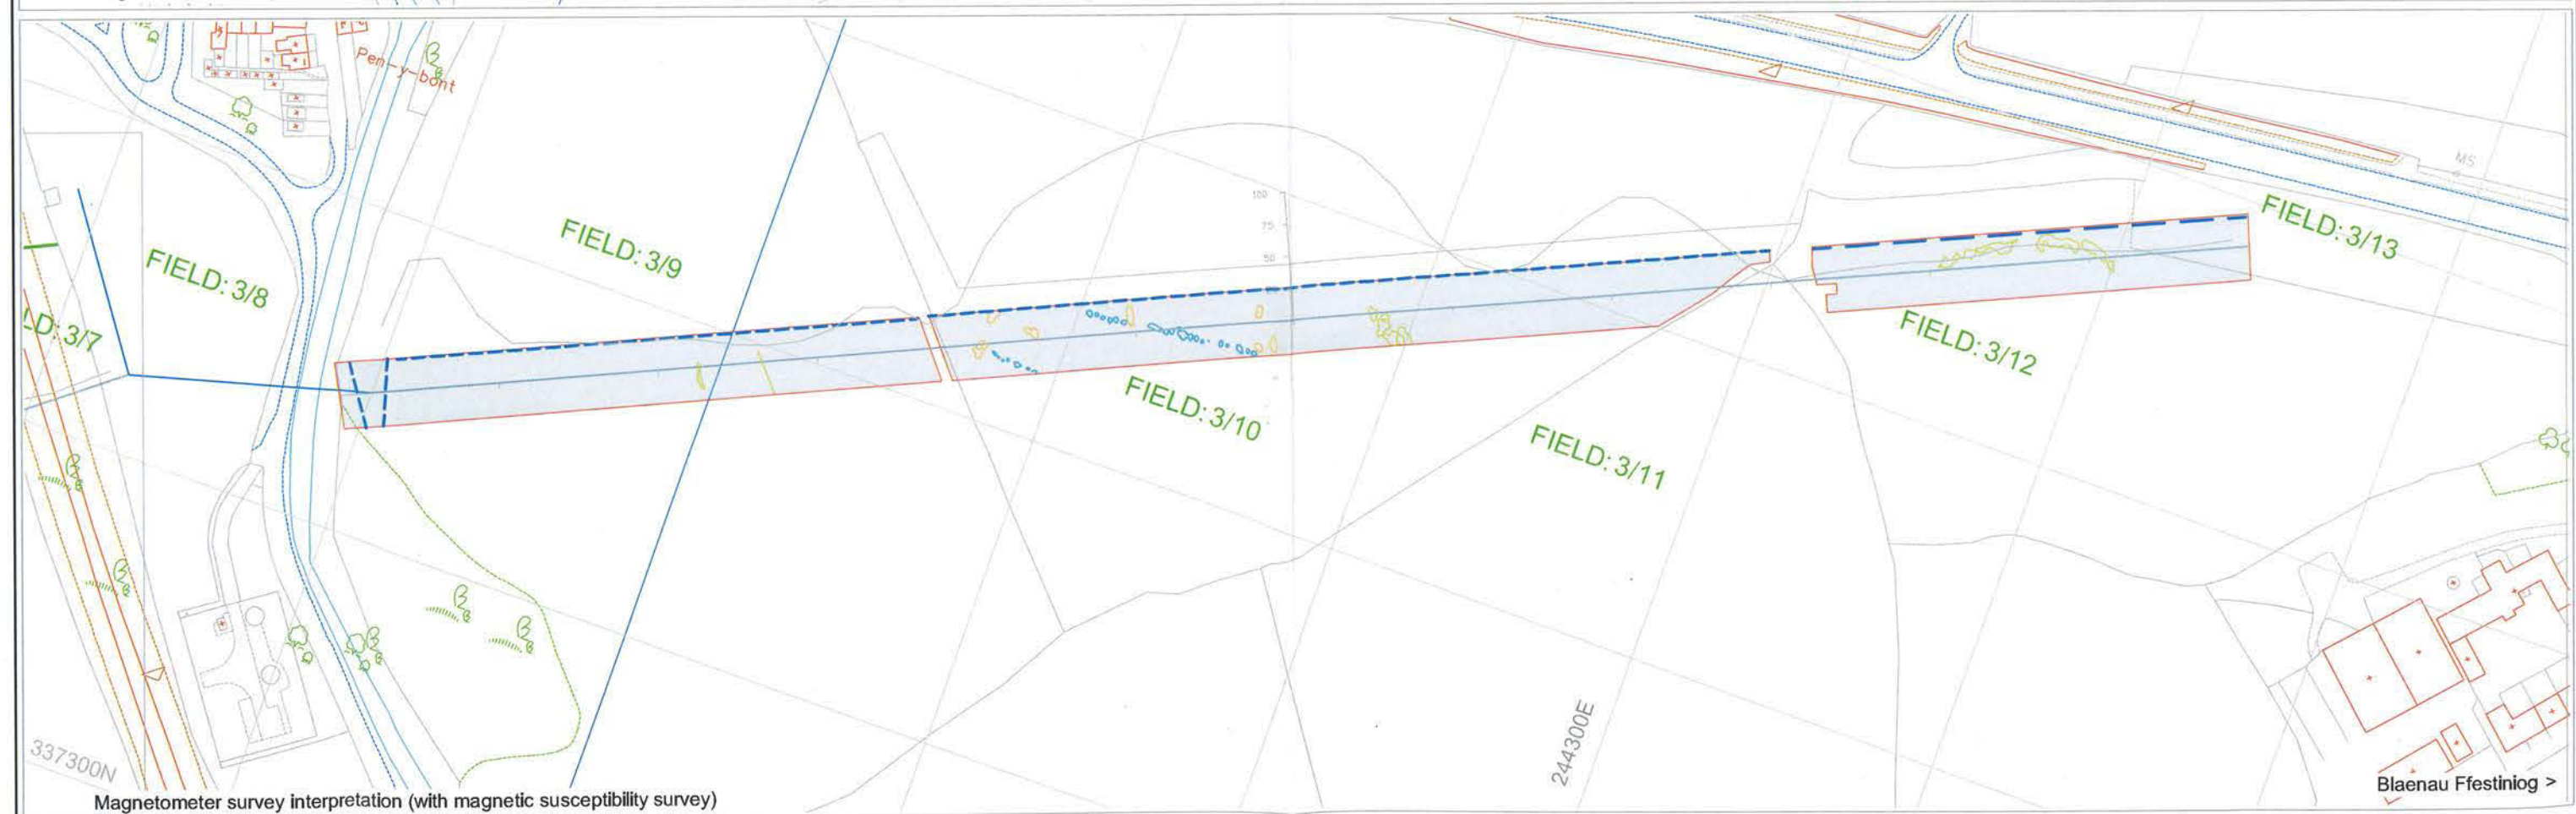 Pen-y-bont
MS
FIELD: 3/13
FIELD: 3/9
FIELD: 3/8
100
75
50
LD: 3/7
FIELD: 3/12
FIELD: 3/10
FIELD: 3/11
244300E
337300N
Magnetometer survey interpretation (with magnetic susceptibility survey)
Blaenau Ffestiniog >